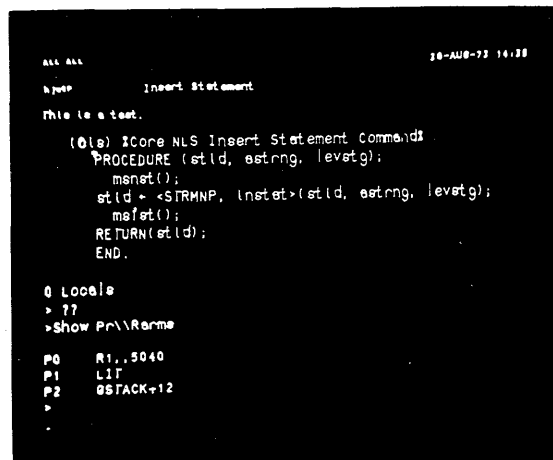 ALL ALL 30-AUG-73 14:38
Insert Statement
This is a test.
(0ls) %Core NLS Insert Statement Command%
PROCEDURE (stid, astrng, levstg);
msnst();
stid ← <STRMNP, instst>(stid, astrng, levstg);
msfst();
RETURN(stid);
END.
0 Locals
> ??
>Show Pr\\Rarms
P0 R1,,5040
P1 LIT
P2 @STACK+12
>